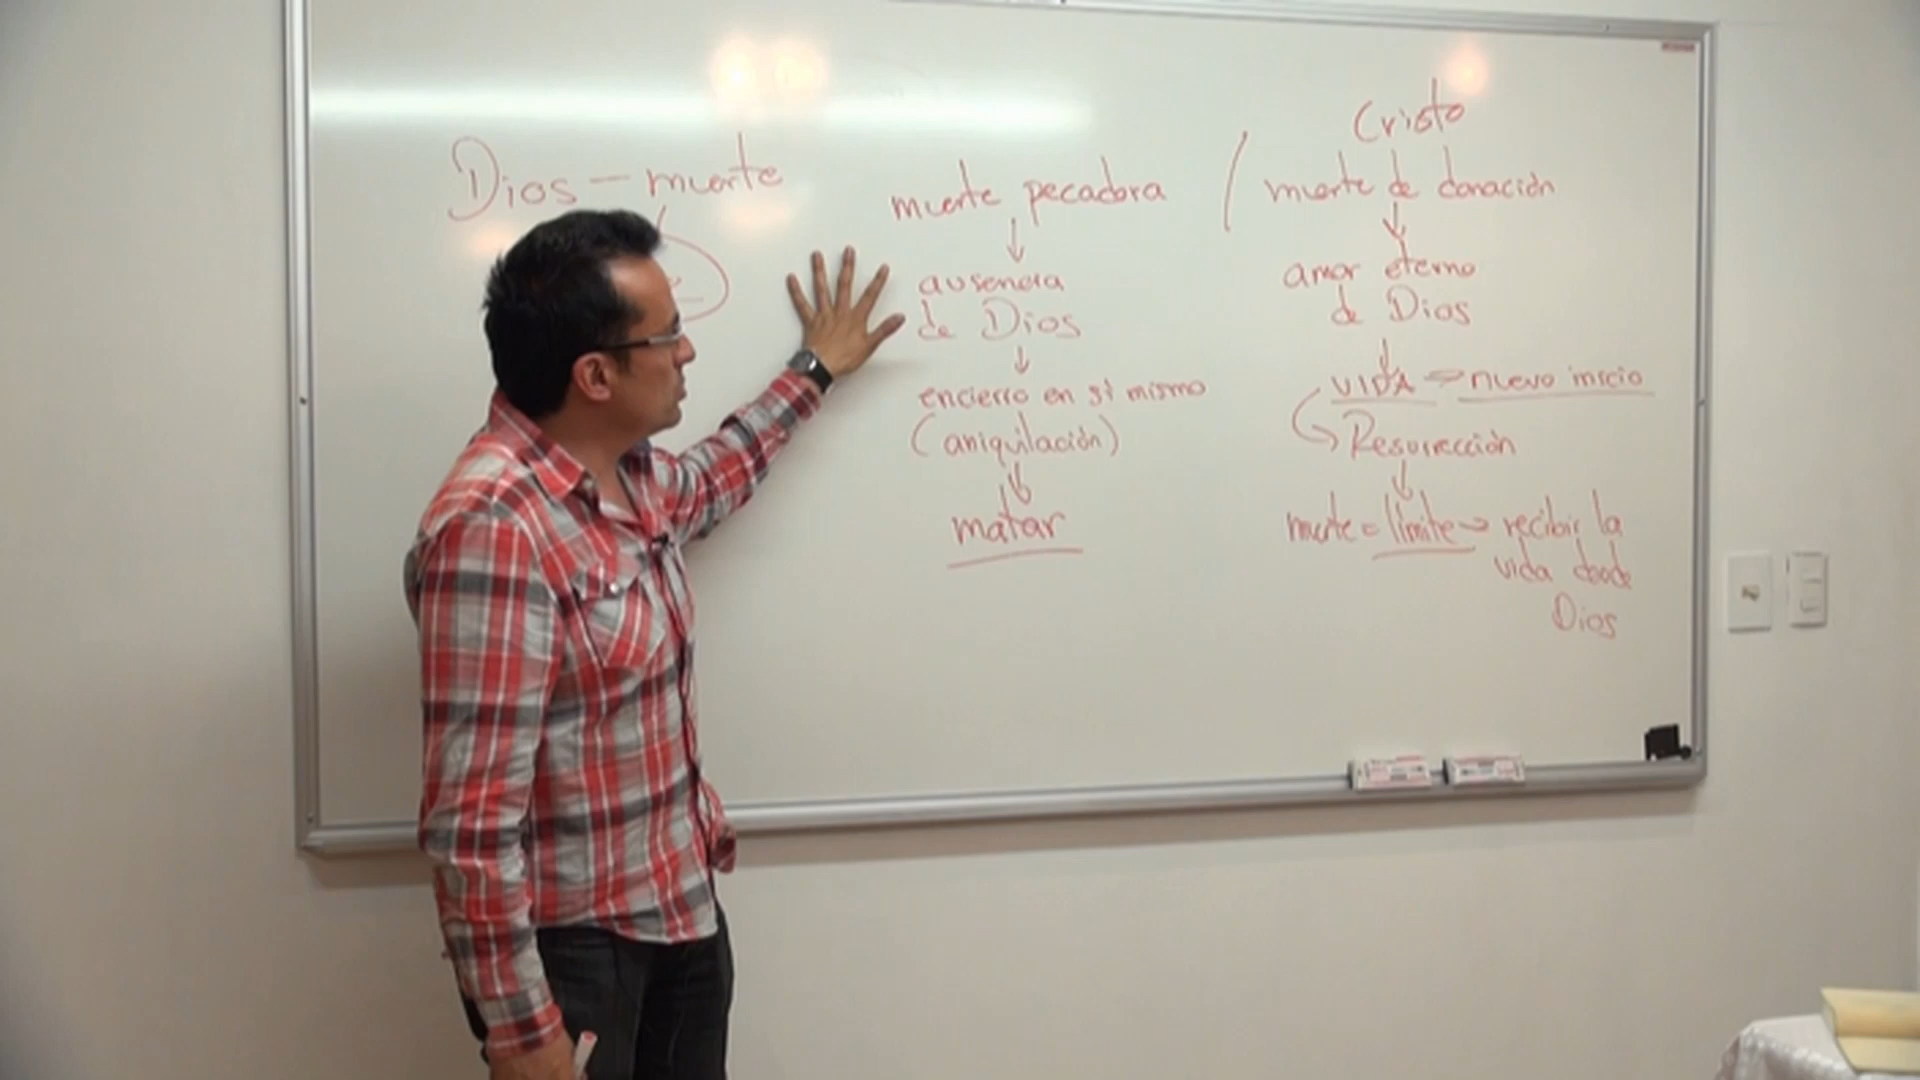 Dios — muerte
muerte pecadora
ausencia
de Dios
encierro en sí mismo
(aniquilación)
matar
Cristo
muerte de donación
amor eterno
de Dios
VIDA → nuevo inicio
Resurrección
muerte = límite → recibir la
vida desde
Dios